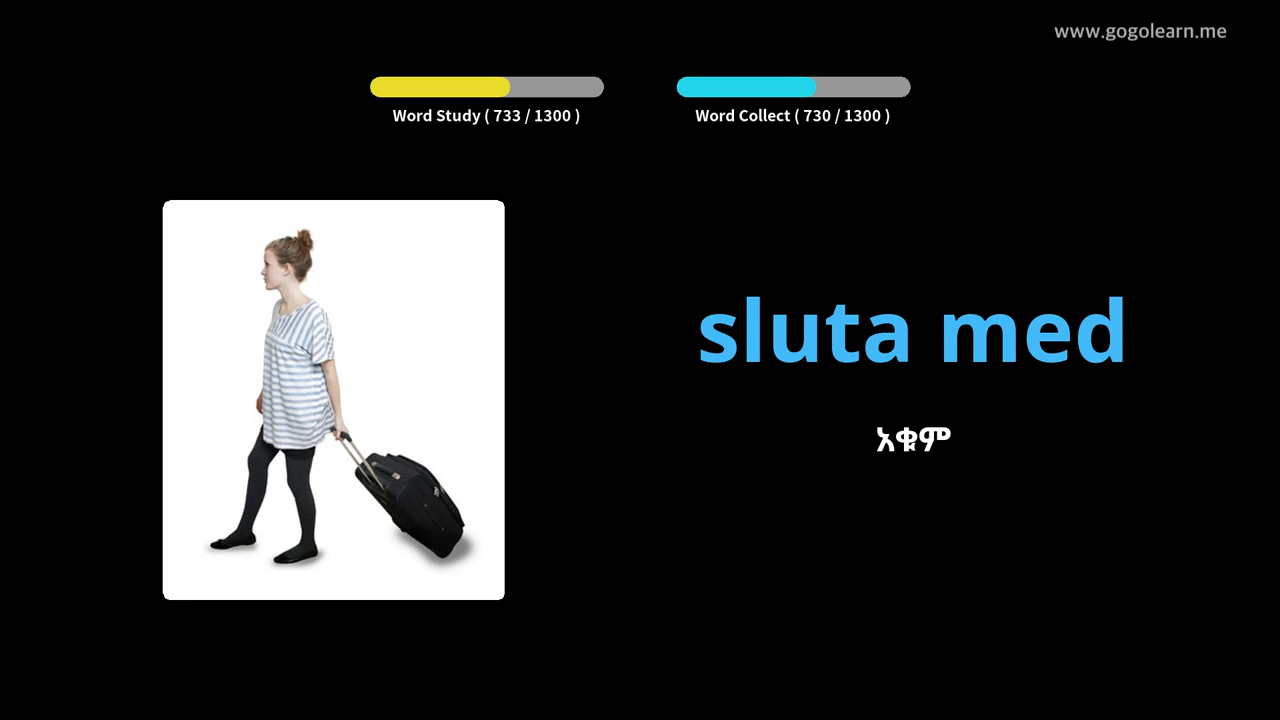 www.gogolearn.me
Word Study ( 733 / 1300 )
Word Collect ( 730 / 1300 )
sluta med
አቁም